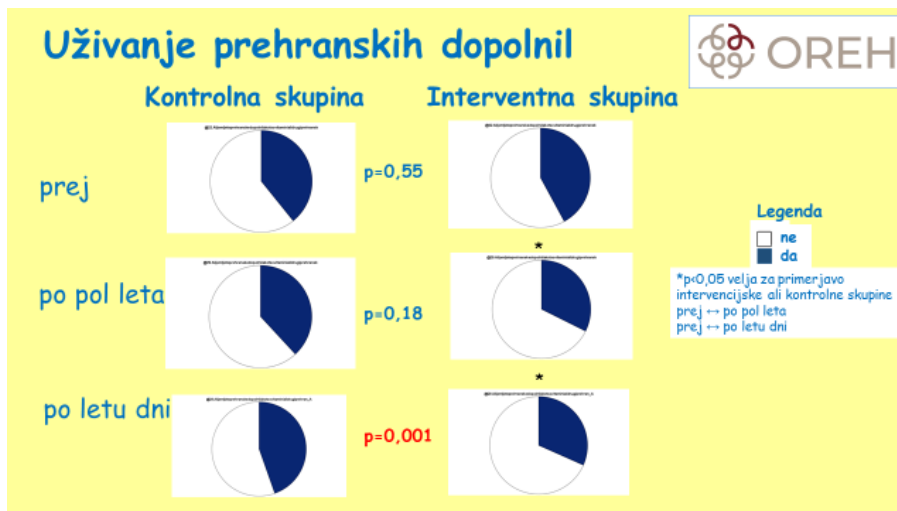 Uživanje prehranskih dopolnil
OREH
Kontrolna skupina
Interventna skupina
prej
p=0,55
po pol leta
*
p=0,18
po letu dni
*
p=0,001
Legenda
ne
da
*p<0,05 velja za primerjavo
intervencijske ali kontrolne skupine
prej ↔ po pol leta
prej ↔ po letu dni